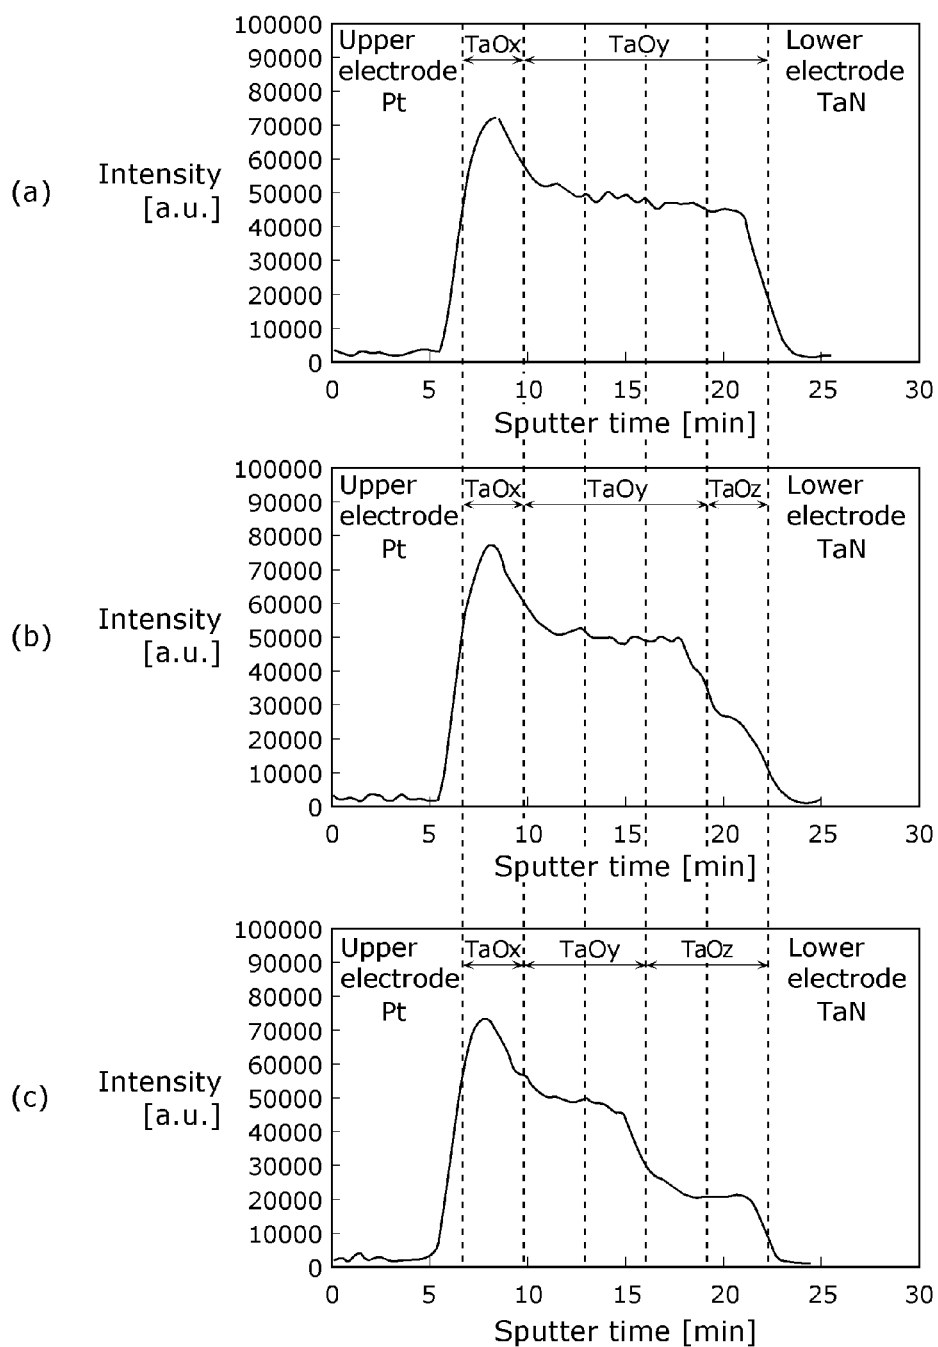 (a)
Intensity
[a.u.]
100000
90000
80000
70000
60000
50000
40000
30000
20000
10000
0
Upper
electrode
Pt
TaOx
TaOy
Lower
electrode
TaN
0 5 10 15 20 25 30
Sputter time [min]
(b)
Intensity
[a.u.]
100000
90000
80000
70000
60000
50000
40000
30000
20000
10000
0
Upper
electrode
Pt
TaOx
TaOy
TaOz
Lower
electrode
TaN
0 5 10 15 20 25 30
Sputter time [min]
(c)
Intensity
[a.u.]
100000
90000
80000
70000
60000
50000
40000
30000
20000
10000
0
Upper
electrode
Pt
TaOx
TaOy
TaOz
Lower
electrode
TaN
0 5 10 15 20 25 30
Sputter time [min]